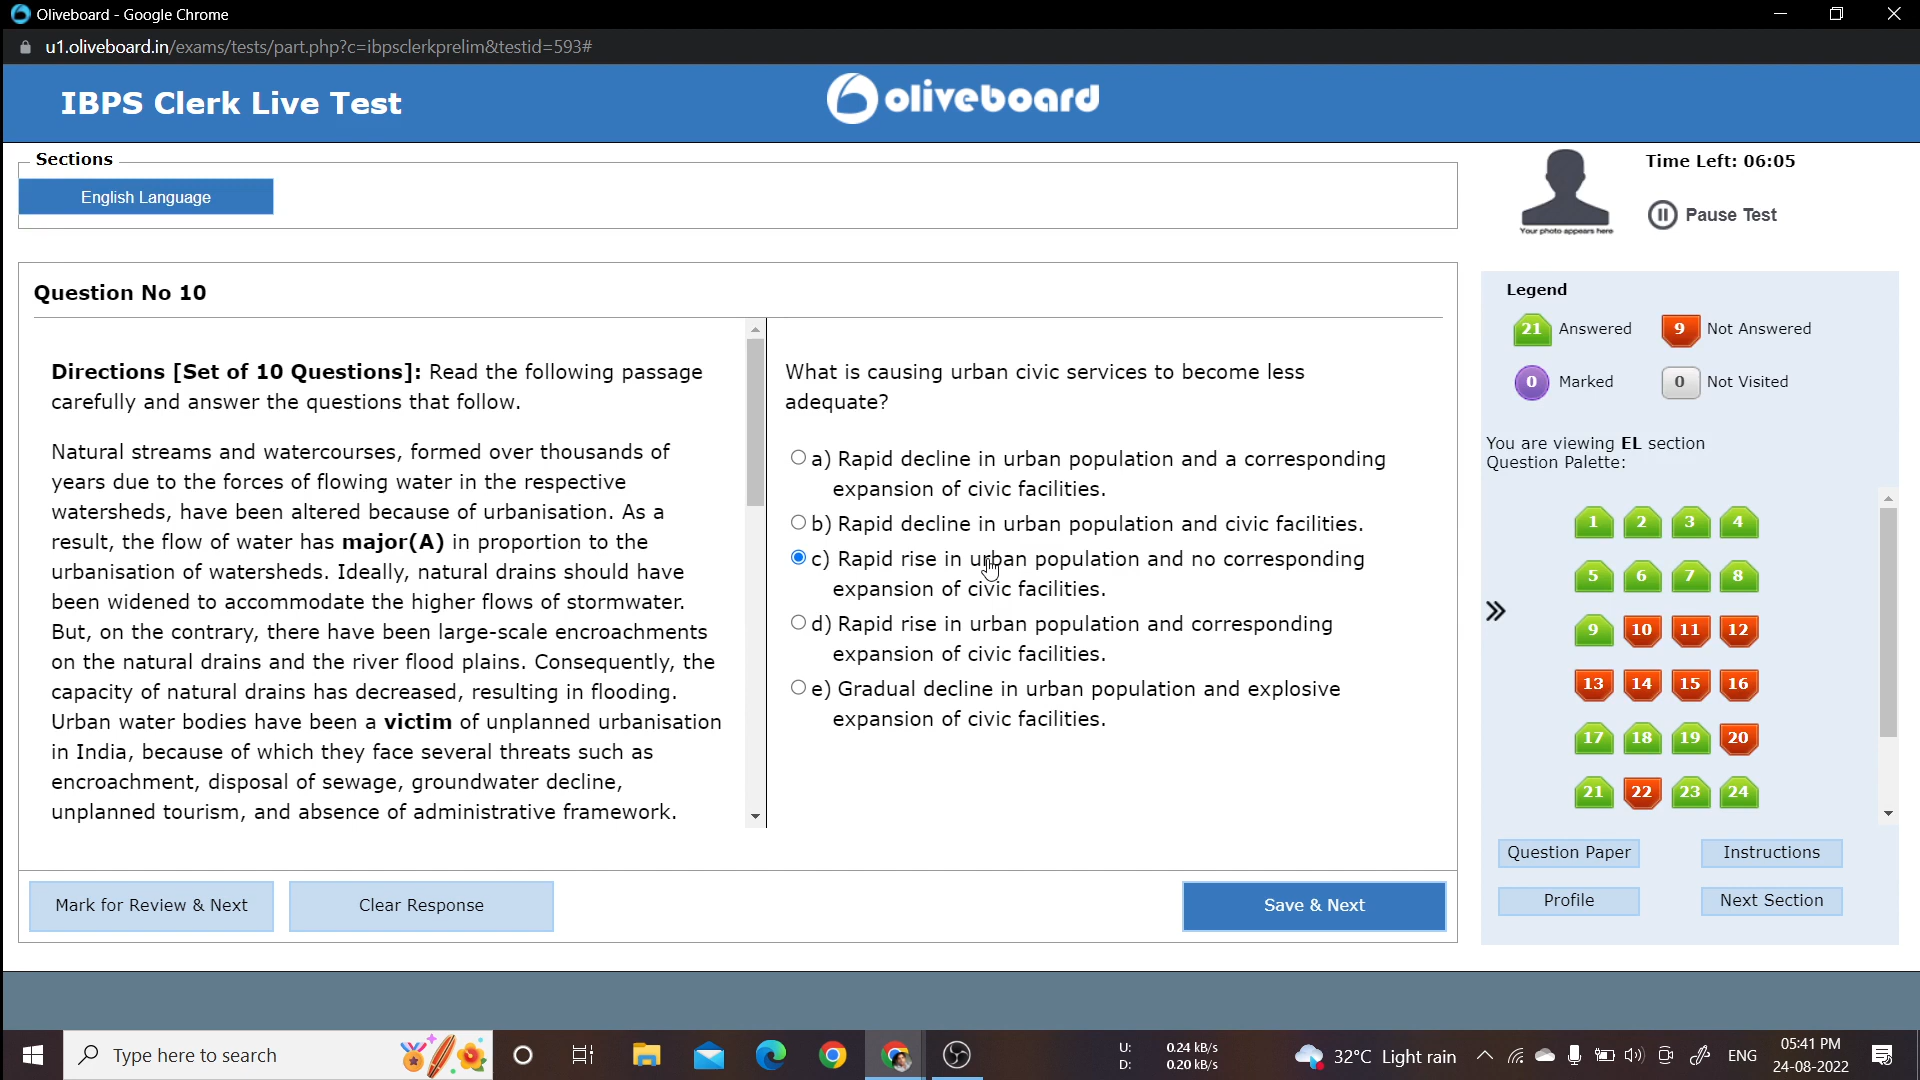 Oliveboard - Google Chrome
u1.oliveboard.in/exams/tests/part.php?c=ibpsclerkprelim&testid=593#
IBPS Clerk Live Test
oliveboard
Sections
English Language
Your photo appears here
Time Left: 06:05
Pause Test
Question No 10
Directions [Set of 10 Questions]: Read the following passage
carefully and answer the questions that follow.
Natural streams and watercourses, formed over thousands of
years due to the forces of flowing water in the respective
watersheds, have been altered because of urbanisation. As a
result, the flow of water has major(A) in proportion to the
urbanisation of watersheds. Ideally, natural drains should have
been widened to accommodate the higher flows of stormwater.
But, on the contrary, there have been large-scale encroachments
on the natural drains and the river flood plains. Consequently, the
capacity of natural drains has decreased, resulting in flooding.
Urban water bodies have been a victim of unplanned urbanisation
in India, because of which they face several threats such as
encroachment, disposal of sewage, groundwater decline,
unplanned tourism, and absence of administrative framework.
What is causing urban civic services to become less
adequate?
a) Rapid decline in urban population and a corresponding
expansion of civic facilities.
b) Rapid decline in urban population and civic facilities.
c) Rapid rise in urban population and no corresponding
expansion of civic facilities.
d) Rapid rise in urban population and corresponding
expansion of civic facilities.
e) Gradual decline in urban population and explosive
expansion of civic facilities.
Mark for Review & Next
Clear Response
Save & Next
Legend
21 Answered 9 Not Answered
0 Marked 0 Not Visited
You are viewing EL section
Question Palette:
1 2 3 4
5 6 7 8
9 10 11 12
13 14 15 16
17 18 19 20
21 22 23 24
Question Paper Instructions
Profile Next Section
Type here to search
U: 0.24 kB/s
D: 0.20 kB/s
32°C Light rain
ENG
05:41 PM
24-08-2022